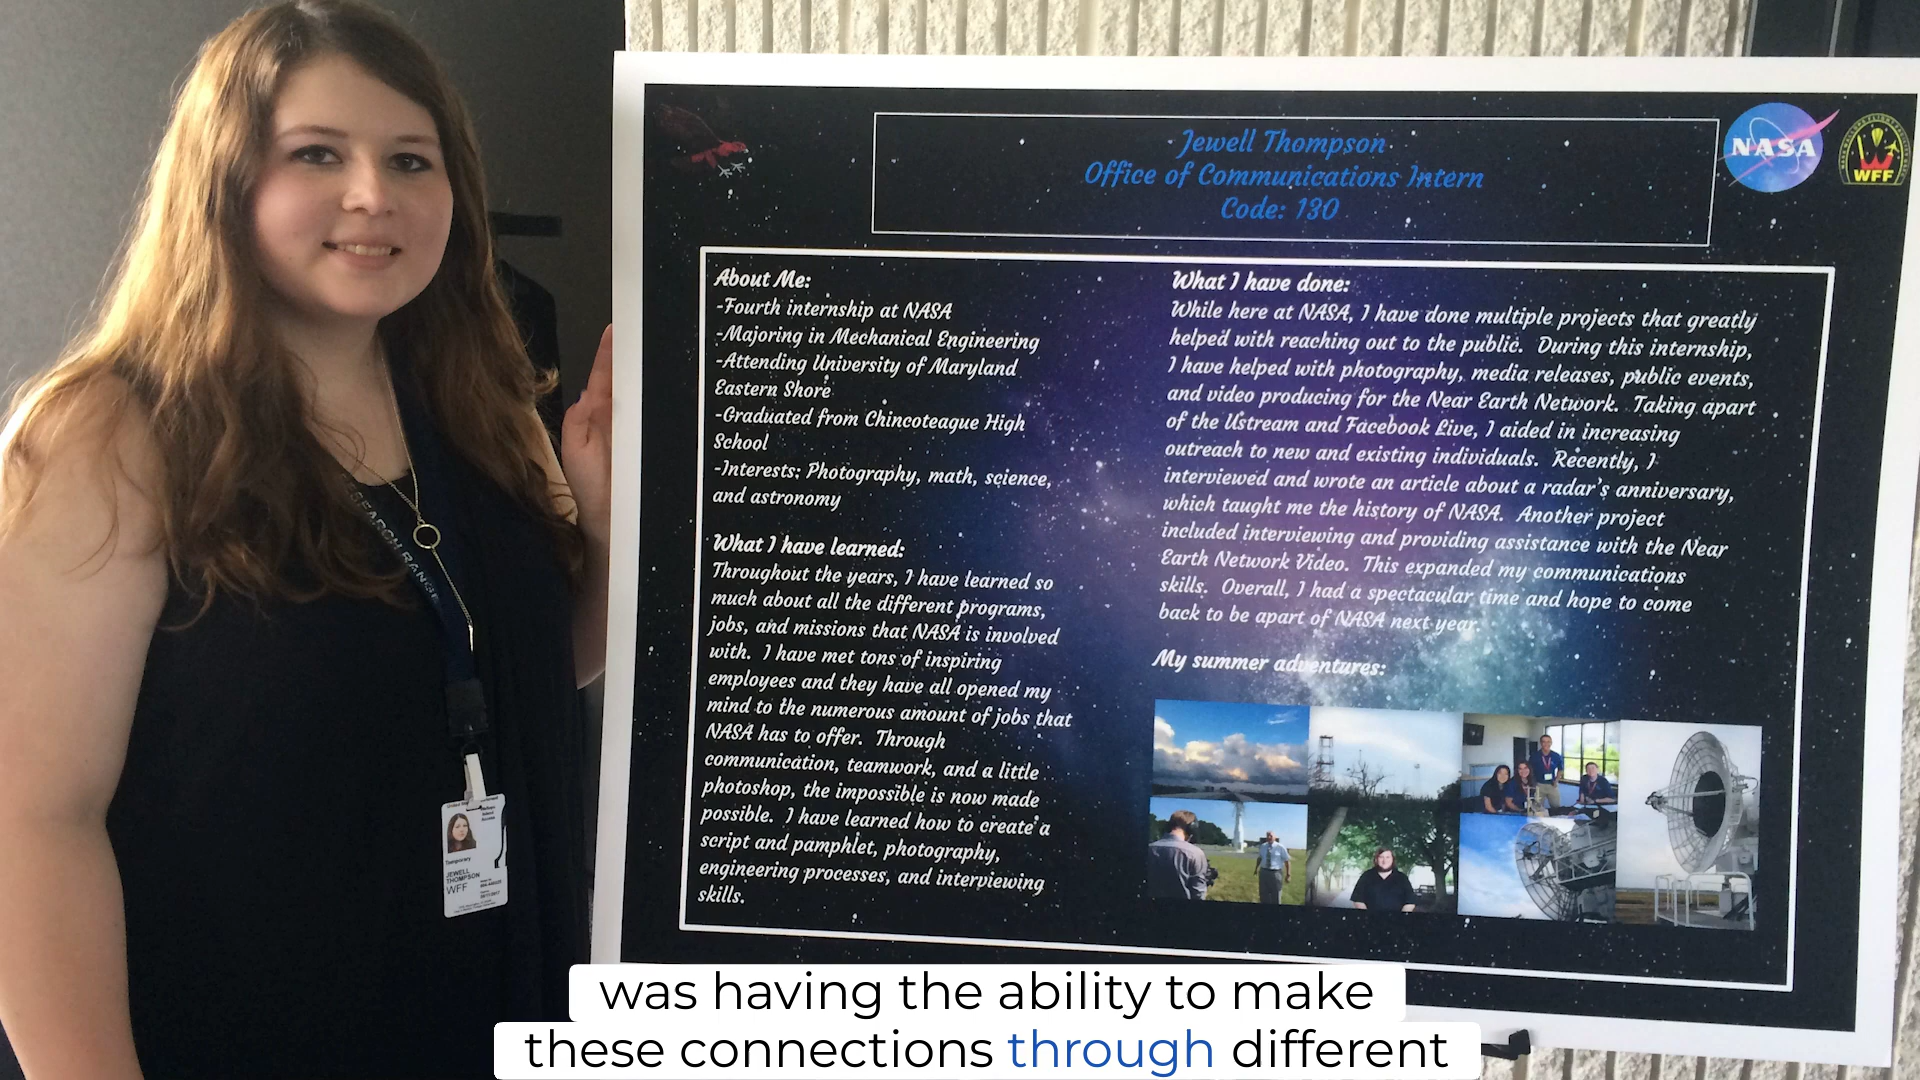 Jewell Thompson
Office of Communications Intern
Code: 130
NASA
WFF
About Me:
-Fourth internship at NASA
-Majoring in Mechanical Engineering
-Attending University of Maryland
Eastern Shore
-Graduated from Chincoteague High
School
-Interests: Photography, math, science,
and astronomy
What I have learned:
Throughout the years, I have learned so
much about all the different programs,
jobs, and missions that NASA is involved
with. I have met tons of inspiring
employees and they have all opened my
mind to the numerous amount of jobs that
NASA has to offer. Through
communication, teamwork, and a little
photoshop, the impossible is now made
possible. I have learned how to create a
script and pamphlet, photography,
engineering processes, and interviewing
skills.
What I have done:
While here at NASA, I have done multiple projects that greatly
helped with reaching out to the public. During this internship,
I have helped with photography, media releases, public events,
and video producing for the Near Earth Network. Taking apart
of the Ustream and Facebook Live, I aided in increasing
outreach to new and existing individuals. Recently, I
interviewed and wrote an article about a radar's anniversary,
which taught me the history of NASA. Another project
included interviewing and providing assistance with the Near
Earth Network Video. This expanded my communications
skills. Overall, I had a spectacular time and hope to come
back to be apart of NASA next year.
My summer adventures:
RANGE
Temporary
JEWELL
THOMPSON
WFF
was having the ability to make
these connections through different